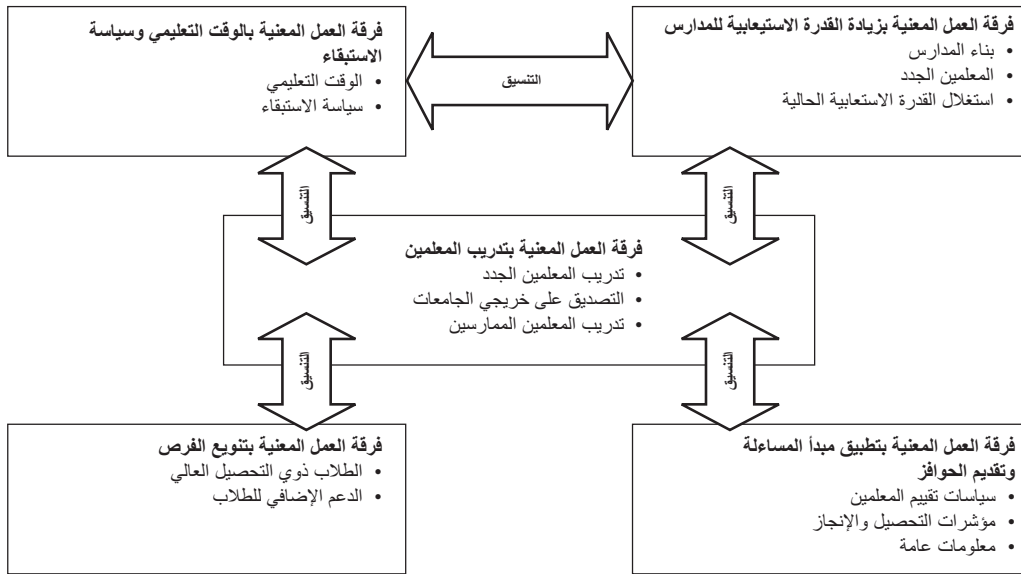 فرقة العمل المعنية بزيادة القدرة الاستيعابية للمدارس
• بناء المدارس
• المعلمين الجدد
• استغلال القدرة الاستعابية الحالية
التنسيق
فرقة العمل المعنية بالوقت التعليمي وسياسة
الاستبقاء
• الوقت التعليمي
• سياسة الاستبقاء
التنسيق
التنسيق
فرقة العمل المعنية بتدريب المعلمين
• تدريب المعلمين الجدد
• التصديق على خريجي الجامعات
• تدريب المعلمين الممارسين
التنسيق
التنسيق
فرقة العمل المعنية بتطبيق مبدأ المساءلة
وتقديم الحوافز
• سياسات تقييم المعلمين
• مؤشرات التحصيل والإنجاز
• معلومات عامة
فرقة العمل المعنية بتنويع الفرص
• الطلاب ذوي التحصيل العالي
• الدعم الإضافي للطلاب